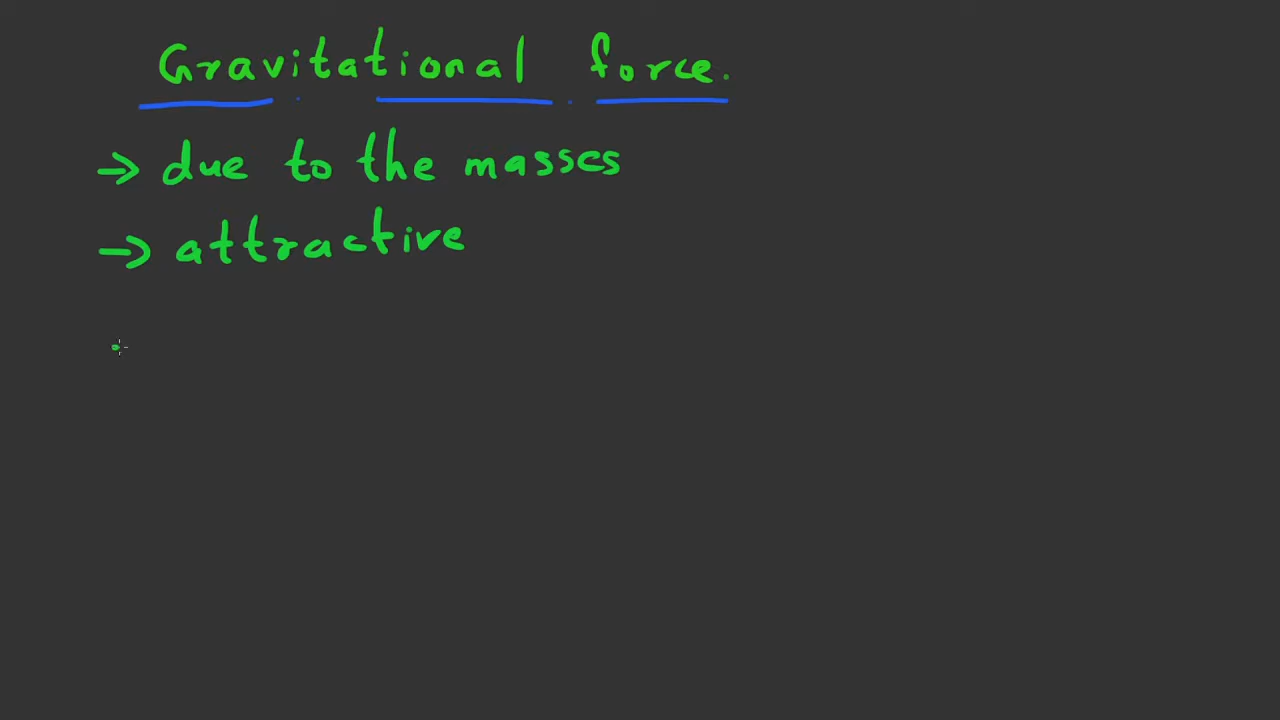 Gravitational force.
→ due to the masses
→ attractive